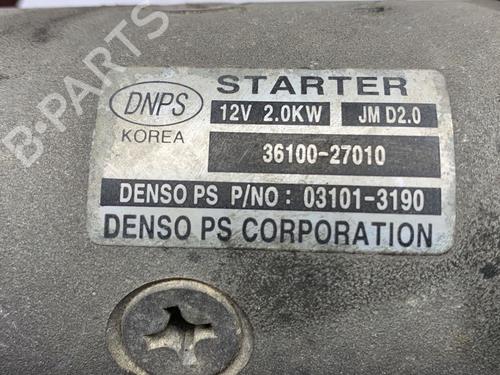 B-PARTS
DNPS
KOREA
STARTER
12V 2.0KW
JM D2.0
36100-27010
DENSO PS P/NO : 03101-3190
DENSO PS CORPORATION